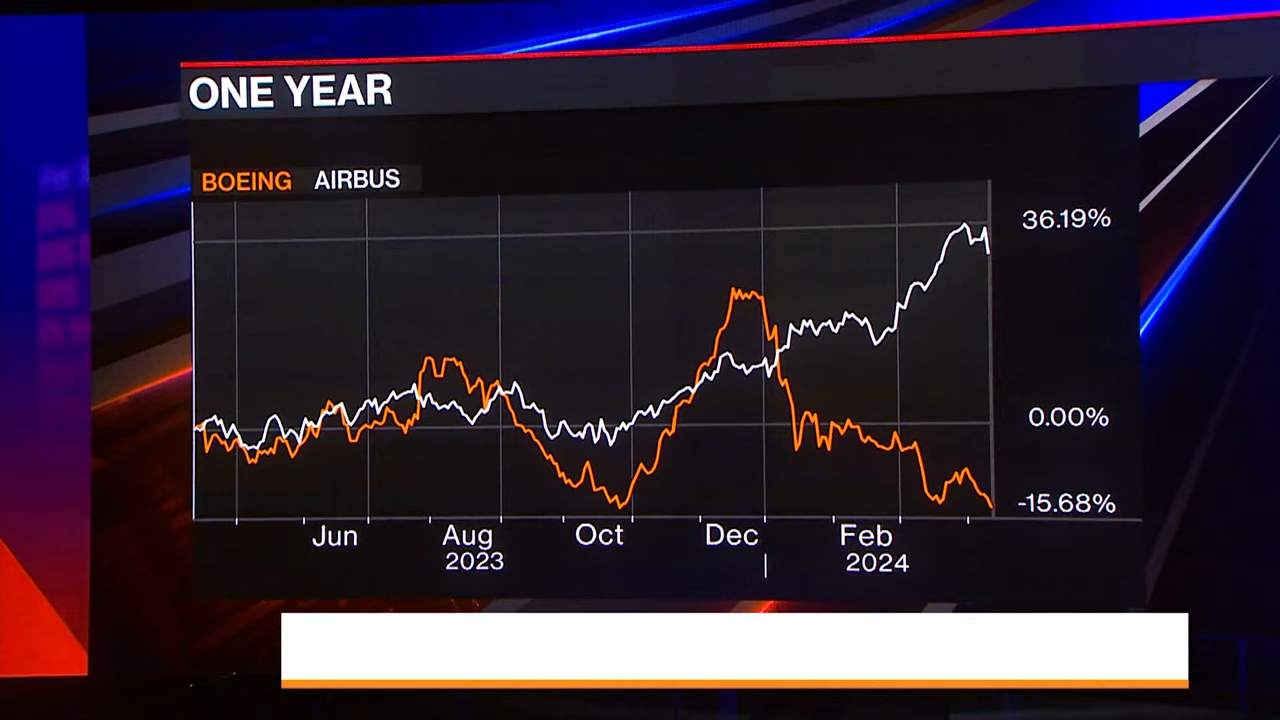 ONE YEAR
BOEING AIRBUS
36.19%
0.00%
-15.68%
Jun Aug Oct Dec Feb
2023 2024